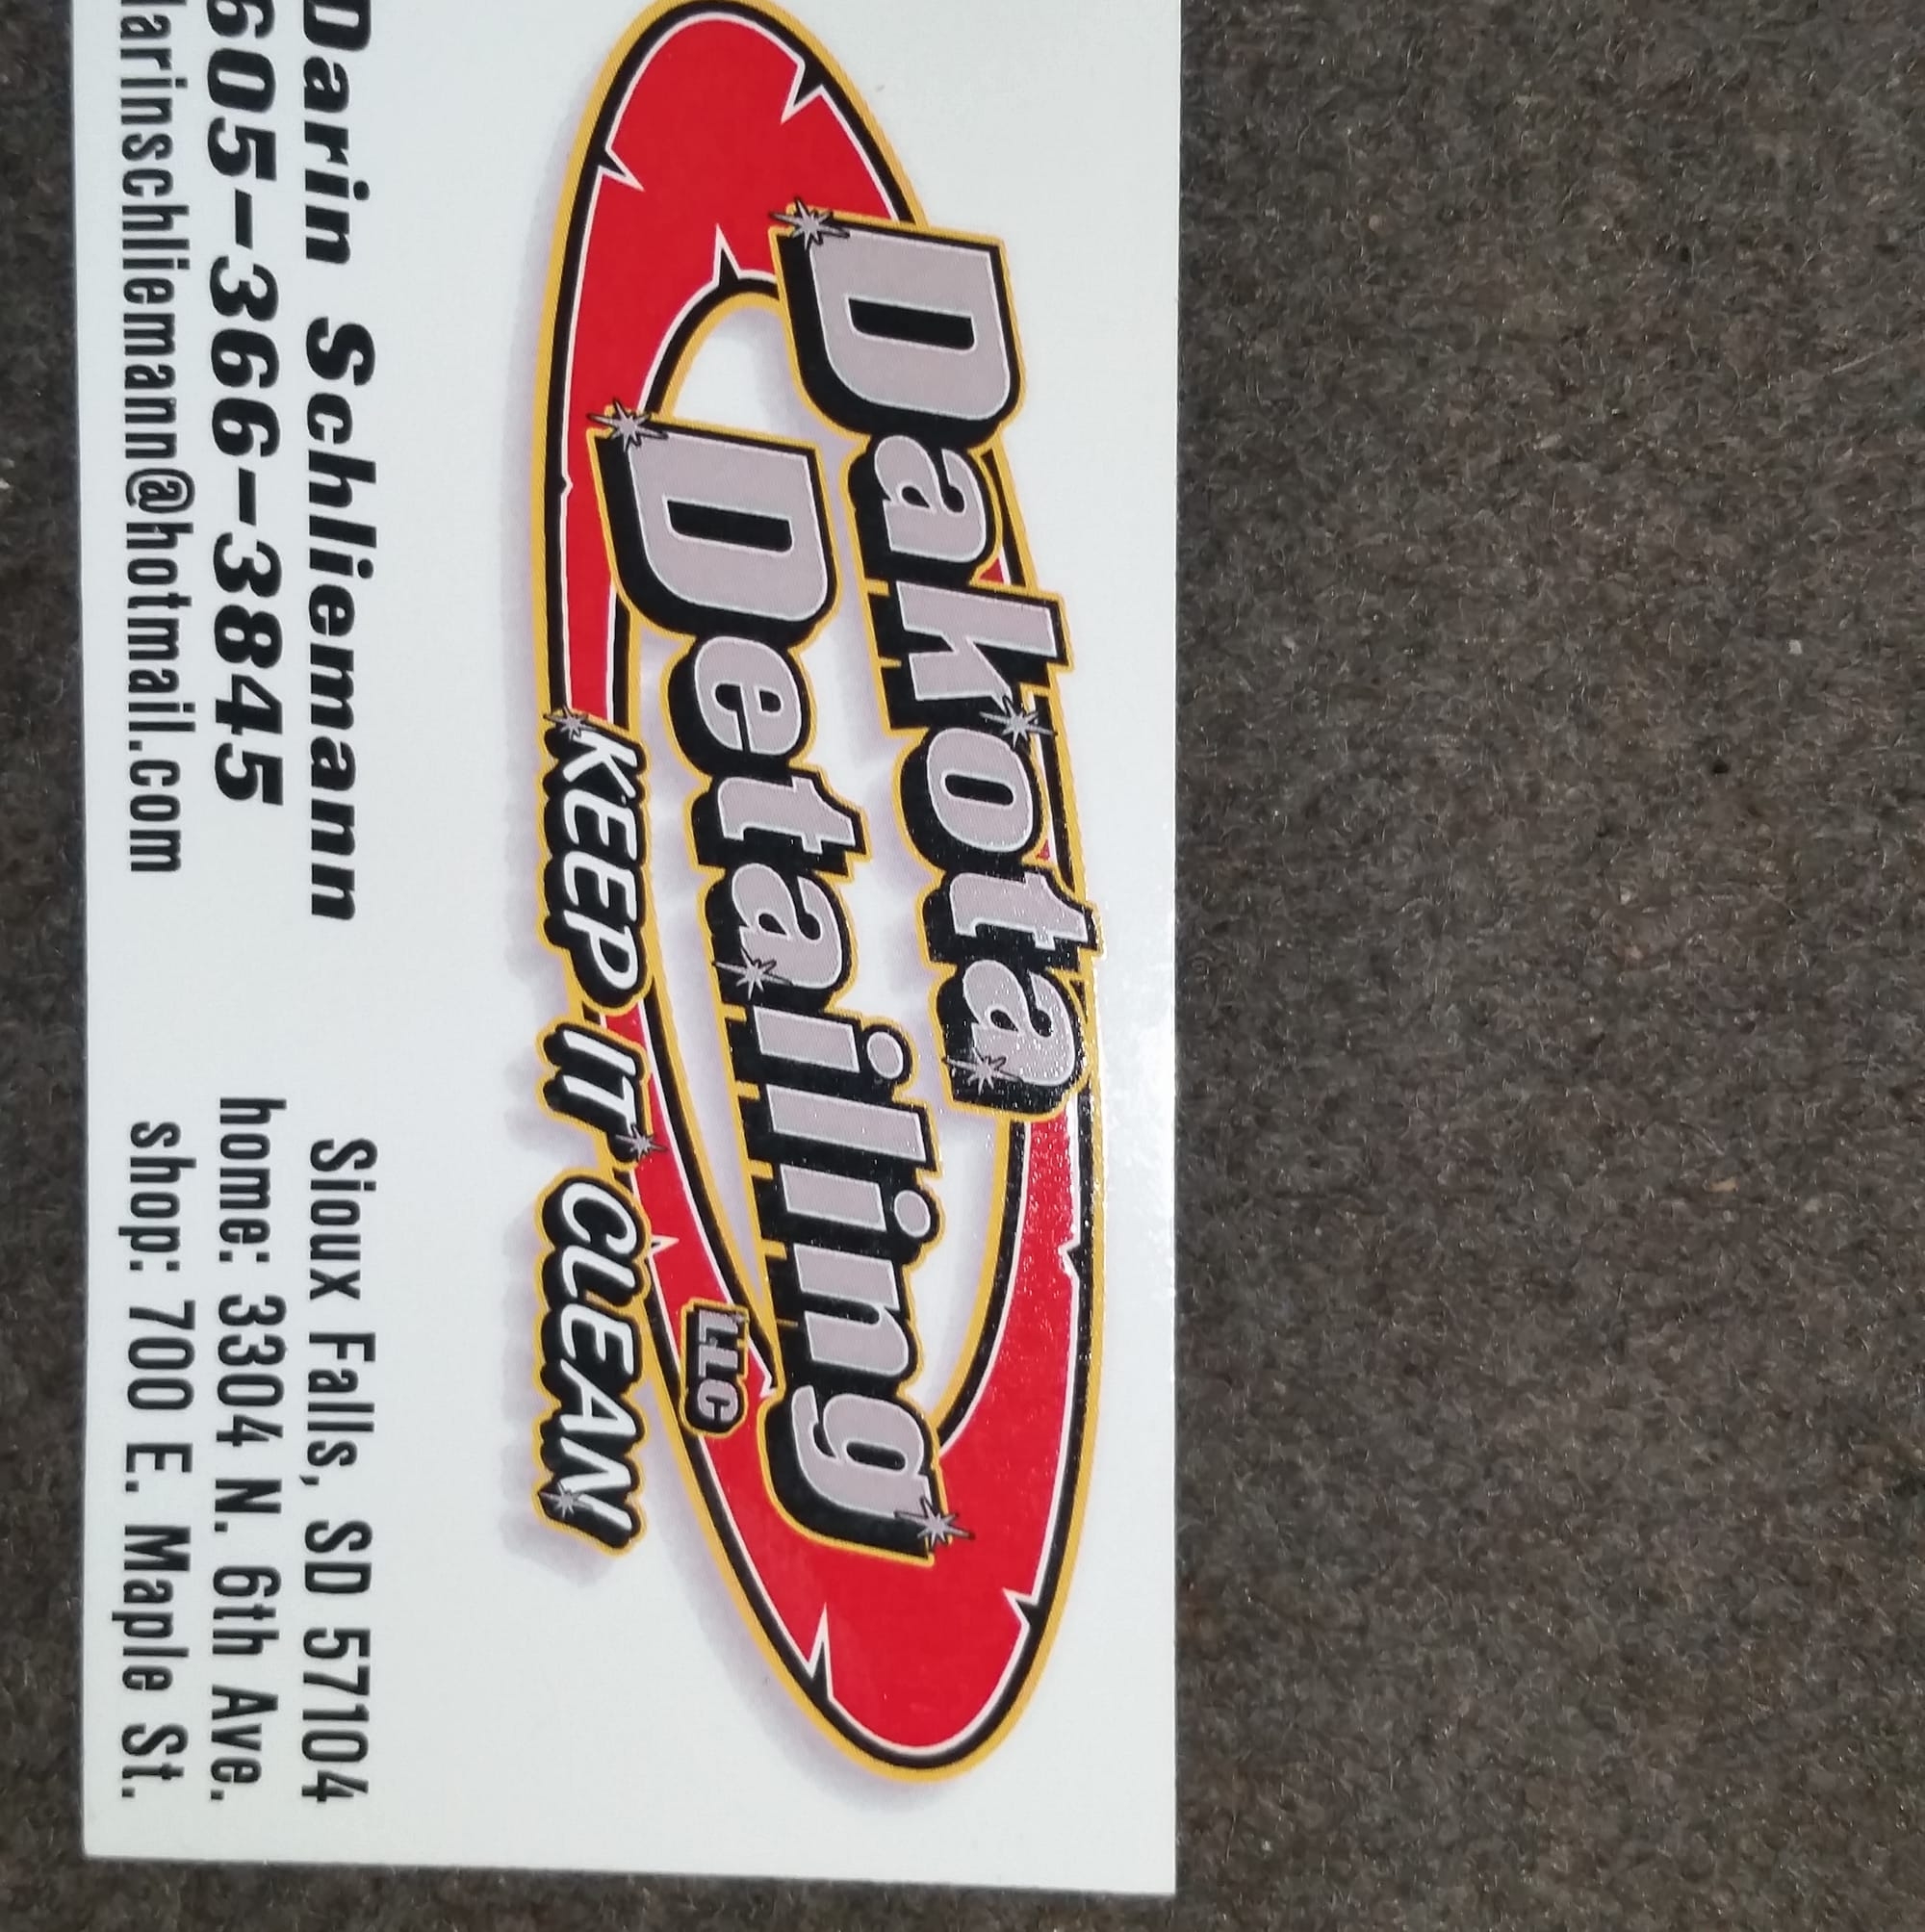 Dakota
Detailing
LLC
KEEP IT CLEAN
Darin Schliemann
605-366-3845
arinschliemann@hotmail.com
Sioux Falls, SD 57104
home: 3304 N. 6th Ave.
shop: 700 E. Maple St.